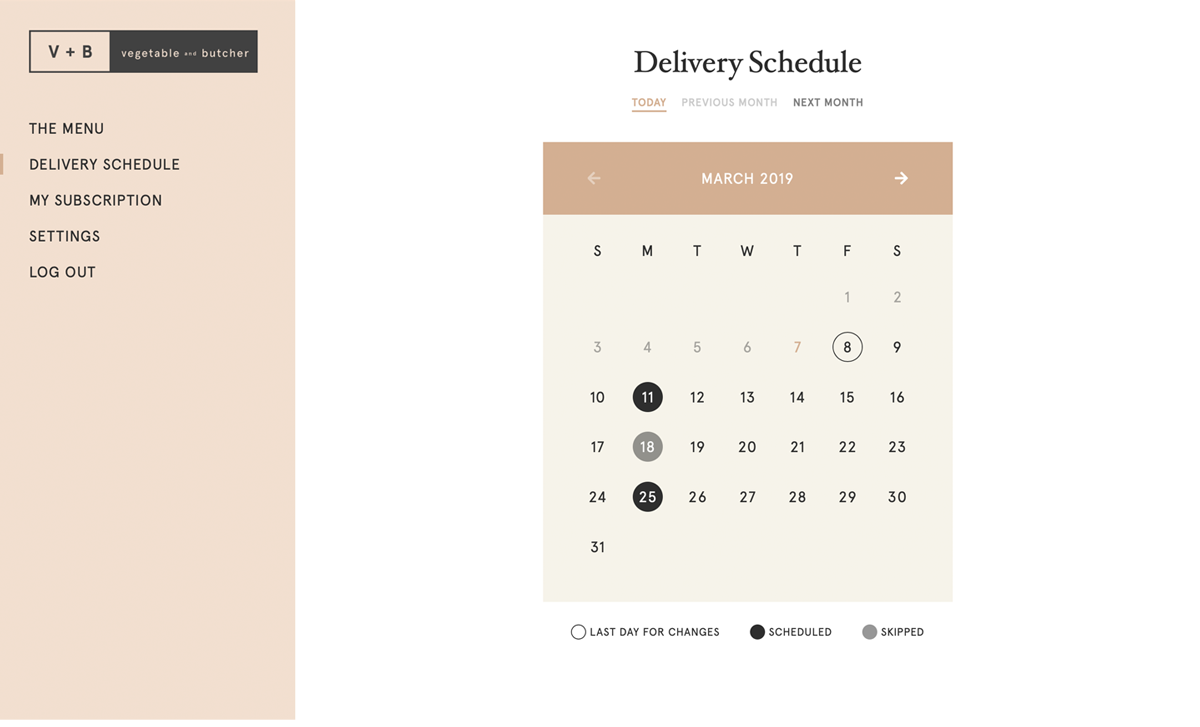 V + B vegetable and butcher
THE MENU
DELIVERY SCHEDULE
MY SUBSCRIPTION
SETTINGS
LOG OUT
Delivery Schedule
TODAY PREVIOUS MONTH NEXT MONTH
MARCH 2019
S M T W T F S
1 2
3 4 5 6 7 8 9
10 11 12 13 14 15 16
17 18 19 20 21 22 23
24 25 26 27 28 29 30
31
LAST DAY FOR CHANGES SCHEDULED SKIPPED